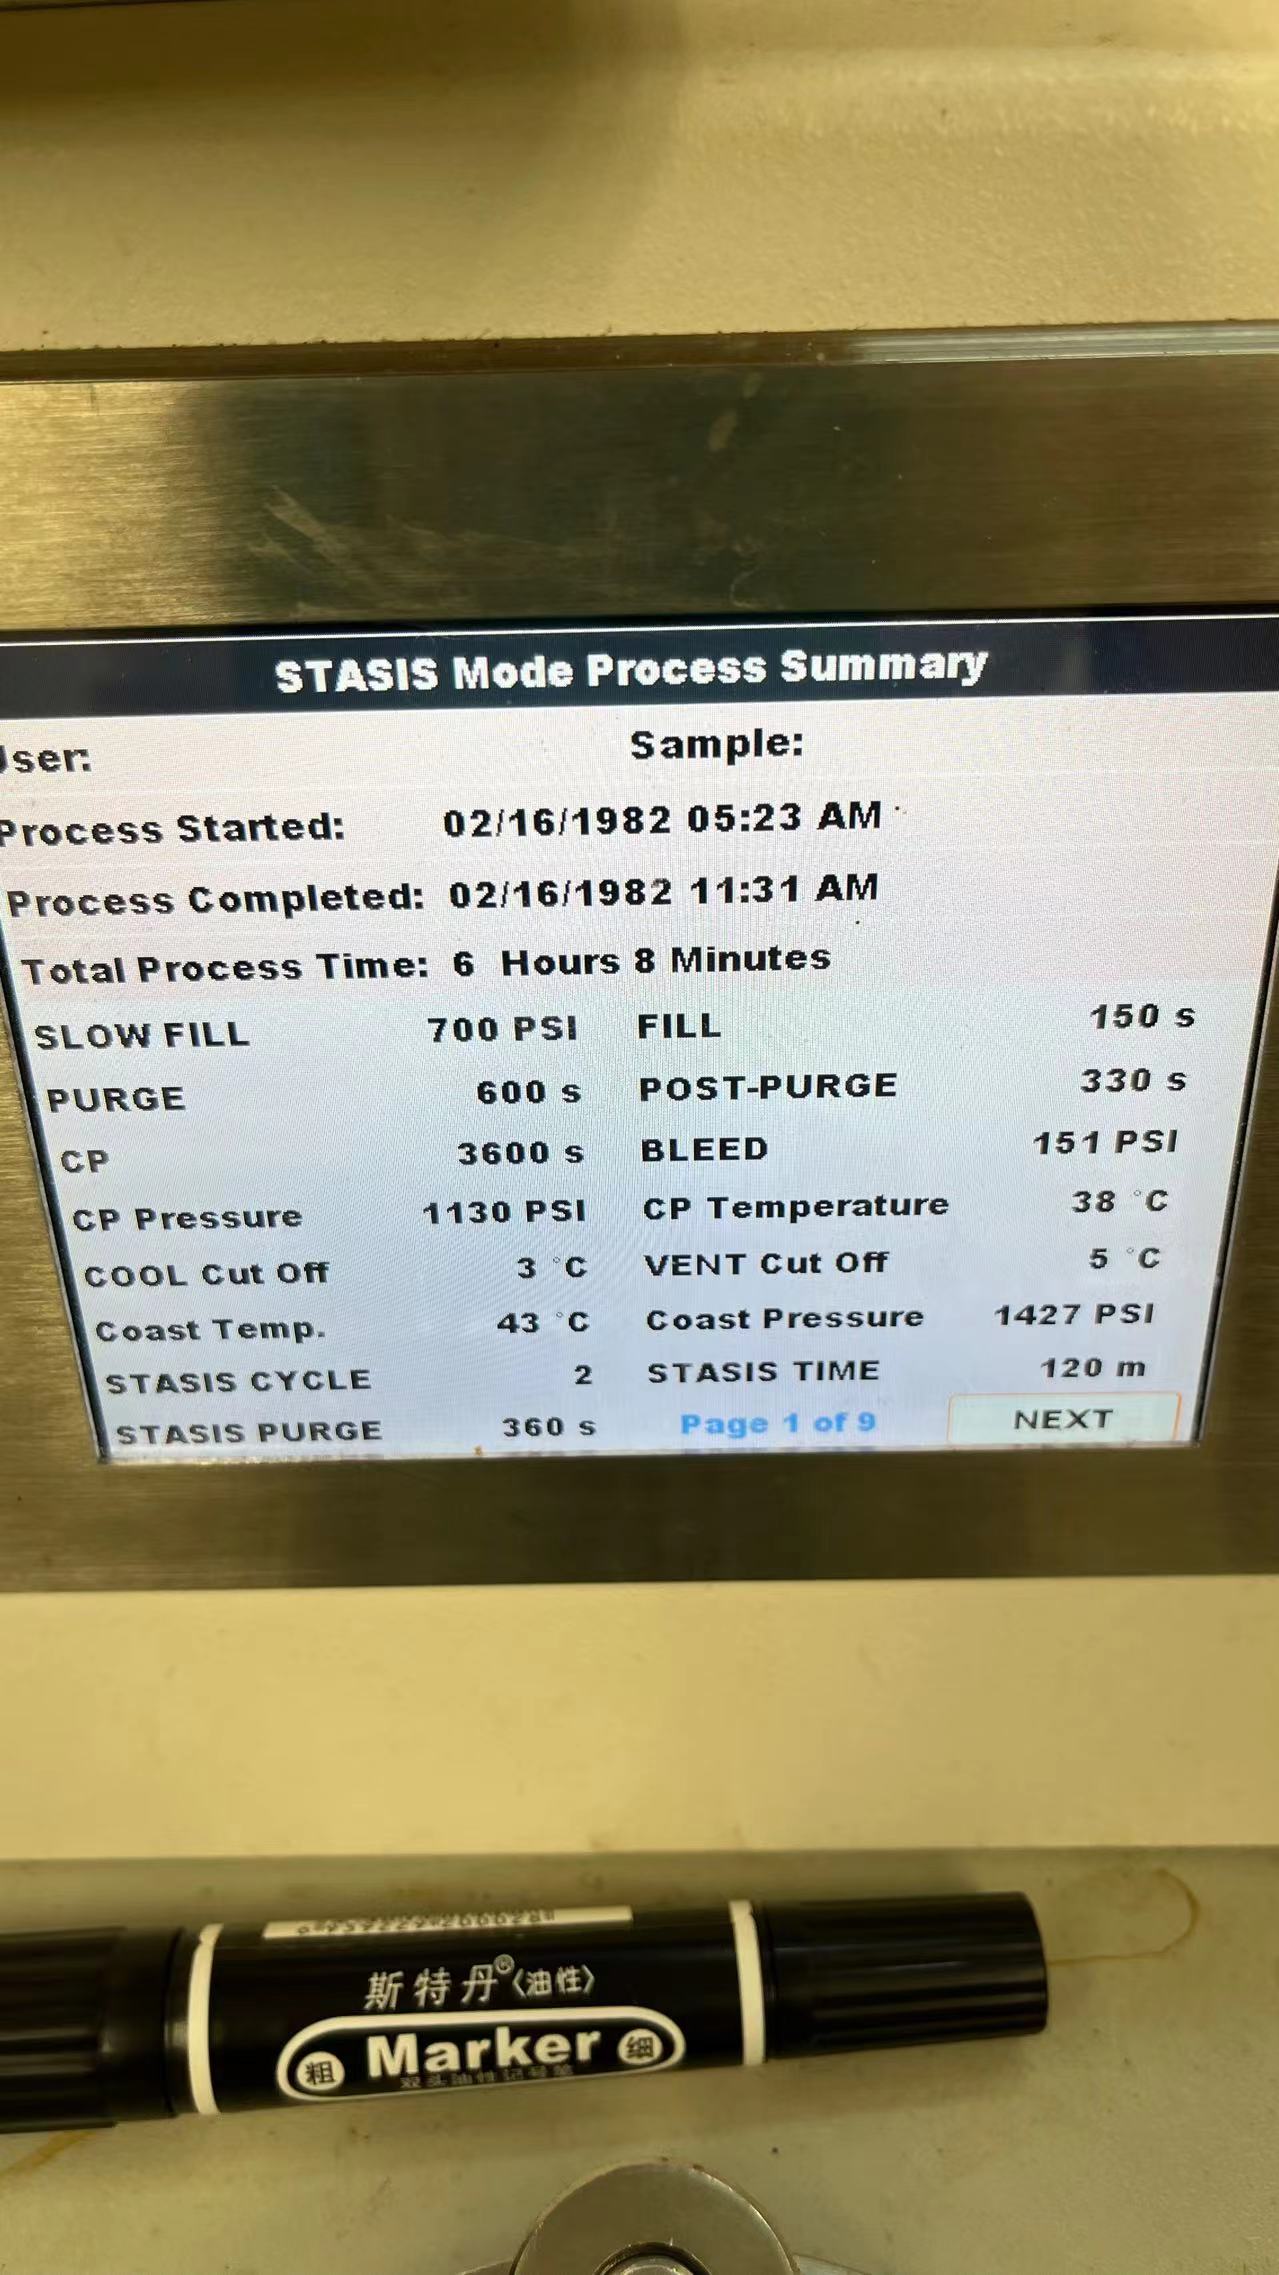 STASIS Mode Process Summary
User: Sample:
Process Started: 02/16/1982 05:23 AM
Process Completed: 02/16/1982 11:31 AM
Total Process Time: 6 Hours 8 Minutes
SLOW FILL 700 PSI FILL 150 s
PURGE 600 s POST-PURGE 330 s
CP 3600 s BLEED 151 PSI
CP Pressure 1130 PSI CP Temperature 38 °C
COOL Cut Off 3 °C VENT Cut Off 5 °C
Coast Temp. 43 °C Coast Pressure 1427 PSI
STASIS CYCLE 2 STASIS TIME 120 m
STASIS PURGE 360 s Page 1 of 9 NEXT
斯特丹®〈油性〉
粗 Marker 细